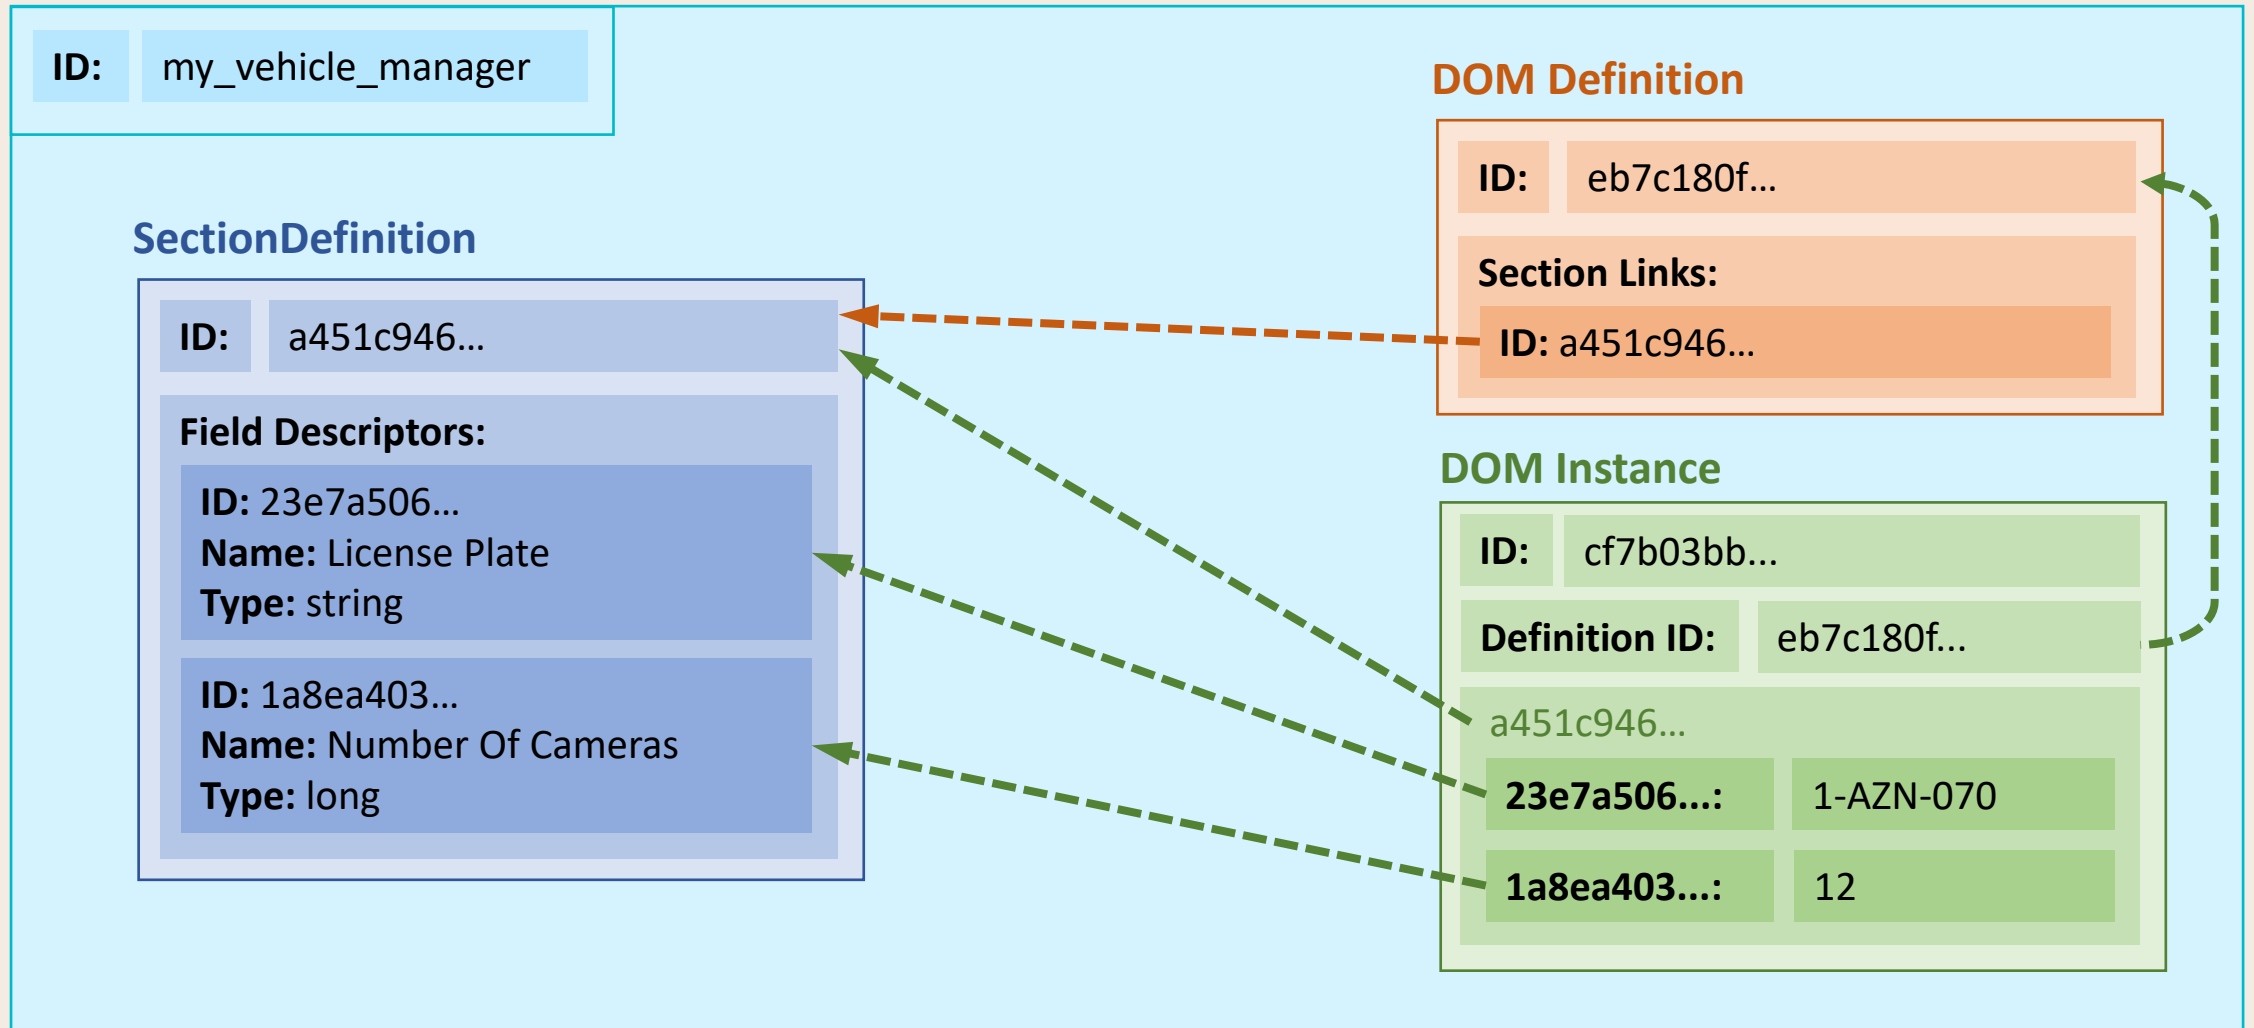 ID: my_vehicle_manager
SectionDefinition
ID: a451c946…
Field Descriptors:
ID: 23e7a506…
Name: License Plate
Type: string
ID: 1a8ea403…
Name: Number Of Cameras
Type: long
DOM Definition
ID: eb7c180f…
Section Links:
ID: a451c946…
DOM Instance
ID: cf7b03bb...
Definition ID: eb7c180f...
a451c946…
23e7a506...: 1-AZN-070
1a8ea403...: 12